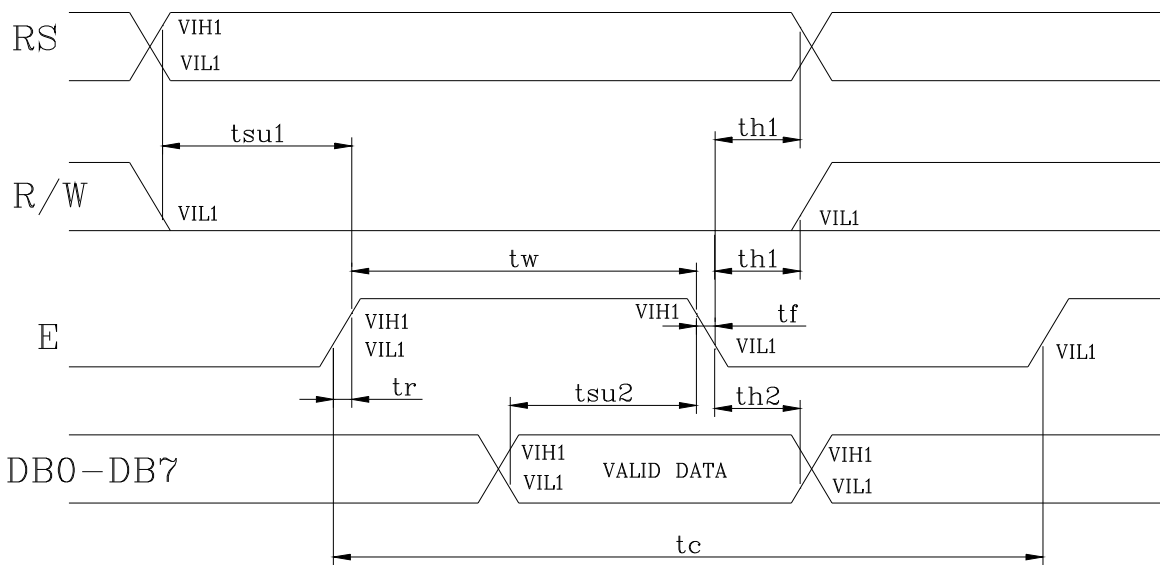 RS
VIH1
VIL1
tsu1
th1
R/W
VIL1
VIL1
tw
th1
E
VIH1
VIL1
VIH1
tf
VIL1
VIL1
tr
tsu2
th2
DB0-DB7
VIH1
VIL1
VALID DATA
VIH1
VIL1
tc